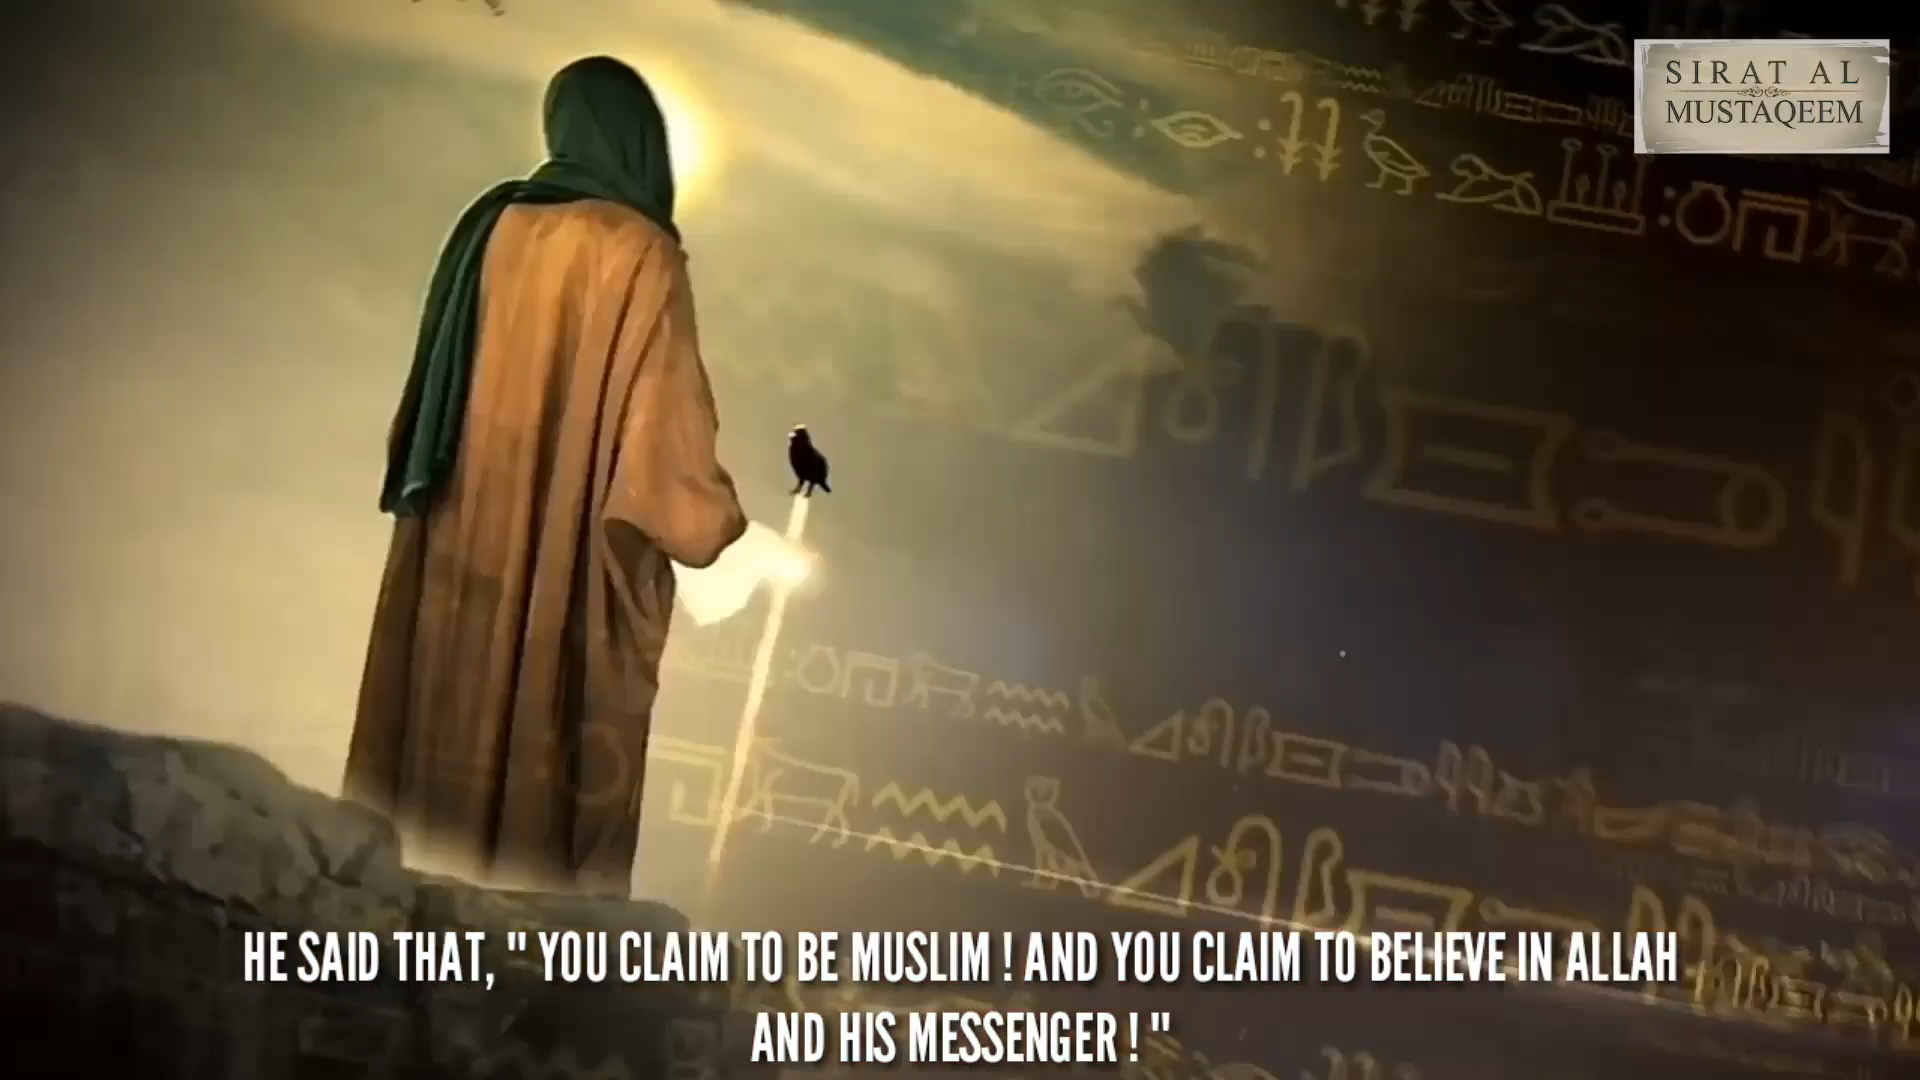 SIRAT AL
MUSTAQEEM
HE SAID THAT, " YOU CLAIM TO BE MUSLIM ! AND YOU CLAIM TO BELIEVE IN ALLAH
AND HIS MESSENGER ! "